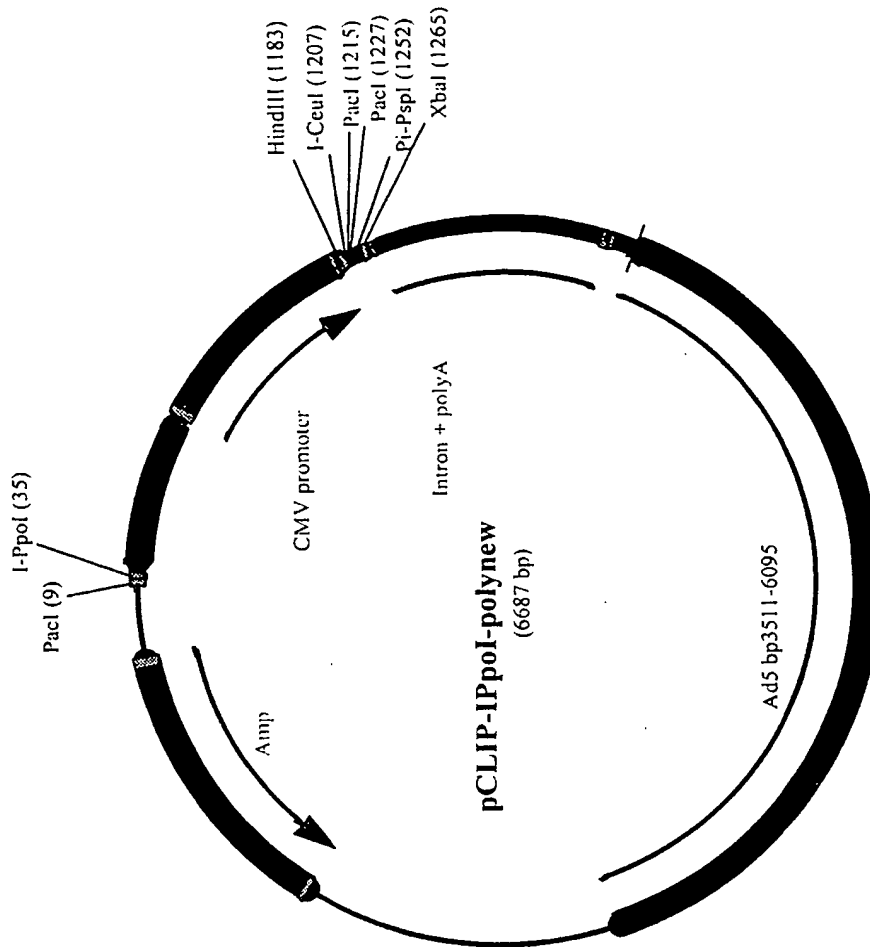 HindIII (1183)
I-CeuI (1207)
PacI (1215)
PacI (1227)
Pi-PspI (1252)
XbaI (1265)
I-PpoI (35)
PacI (9)
CMV promoter
Intron + polyA
Amp
pCLIP-IPpoI-polynew
(6687 bp)
Ad5 bp3511-6095